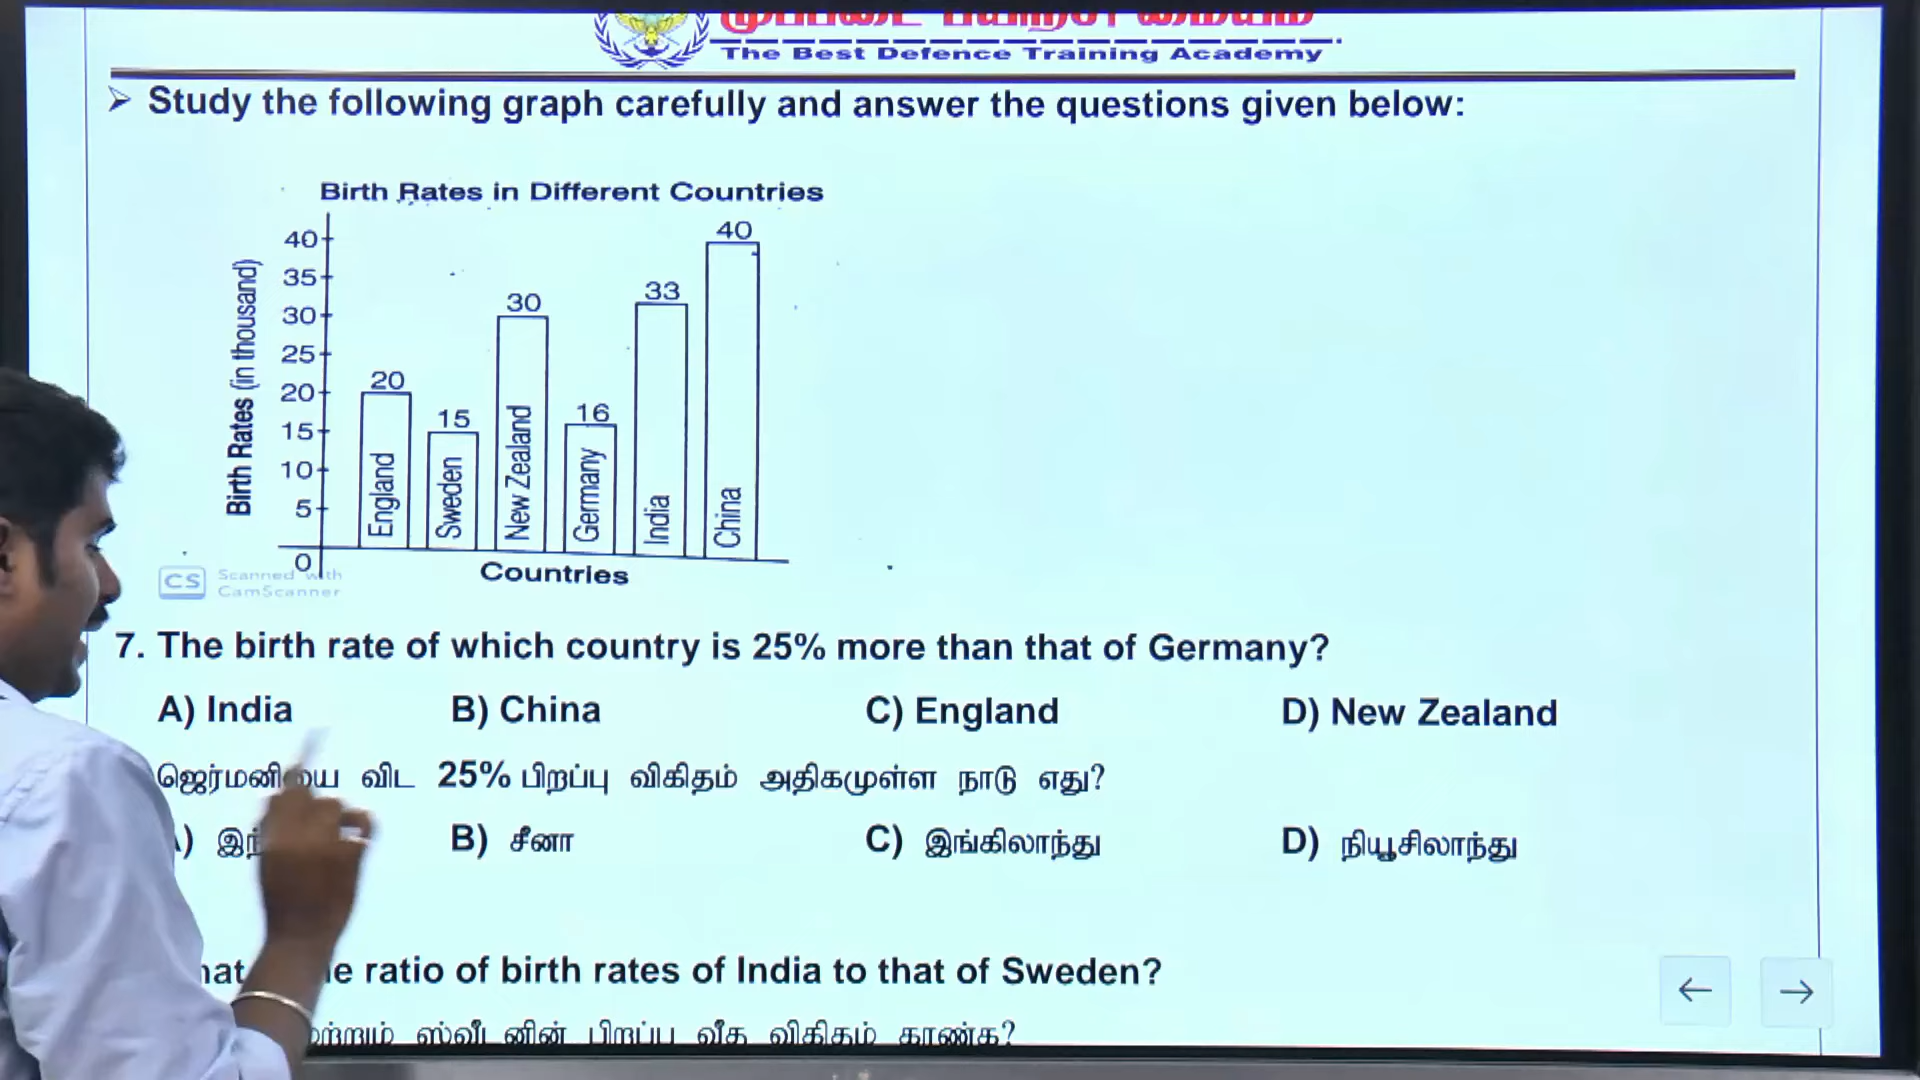 The Best Defence Training Academy
➢ Study the following graph carefully and answer the questions given below:
Birth Rates in Different Countries
Birth Rates (in thousand)
40
35
30
25
20
15
10
5
0
20
15
30
16
33
40
England
Sweden
New Zealand
Germany
India
China
Countries
CS Scanned with
CamScanner
7. The birth rate of which country is 25% more than that of Germany?
A) India B) China C) England D) New Zealand
ஜெர்மனியை விட 25% பிறப்பு விகிதம் அதிகமுள்ள நாடு எது?
B) சீனா C) இங்கிலாந்து D) நியூசிலாந்து
ratio of birth rates of India to that of Sweden?
ஸ்வீடனின் பிறப்பு வீத விகிதம் காண்க?